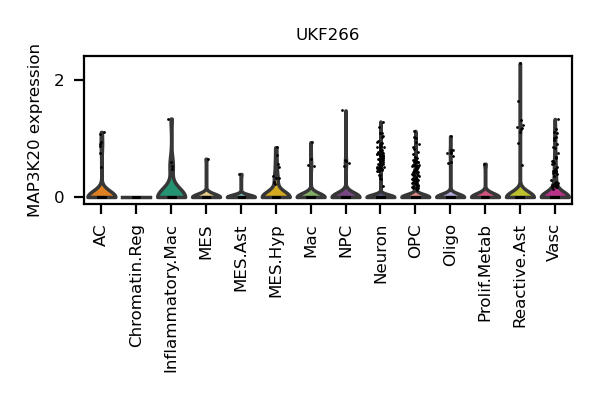 UKF266
MAP3K20 expression
2
0
AC
Chromatin.Reg
Inflammatory.Mac
MES
MES.Ast
MES.Hyp
Mac
NPC
Neuron
OPC
Oligo
Prolif.Metab
Reactive.Ast
Vasc